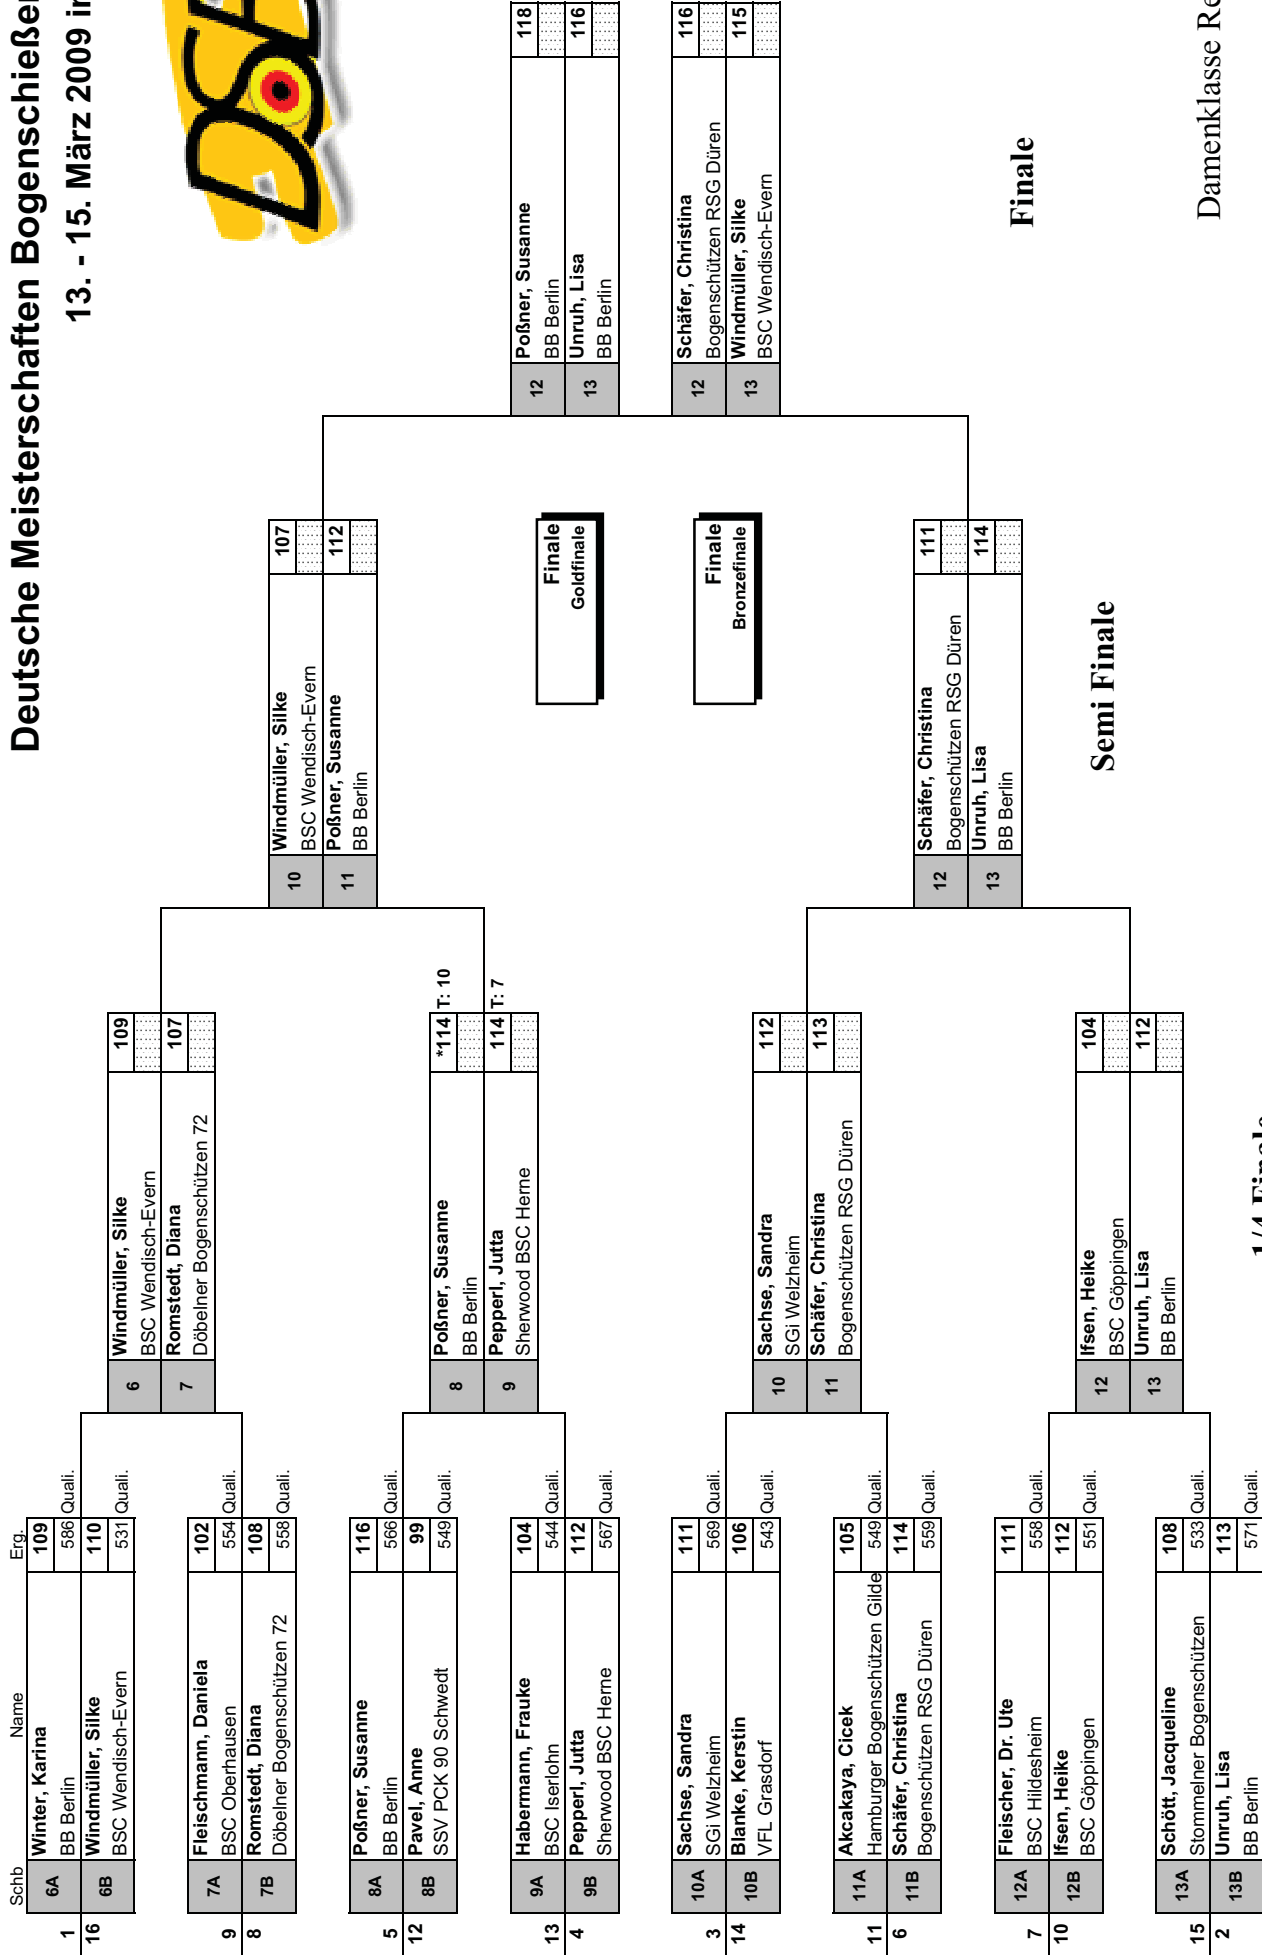 Deutsche Meisterschaften Bogenschießen
13. - 15. März 2009 in
DSB
Schb Name Erg.
1 6A Winter, Karina 109
BB Berlin 586 Quali.
16 6B Windmüller, Silke 110
BSC Wendisch-Evern 531 Quali.
9 7A Fleischmann, Daniela 102
BSC Oberhausen 554 Quali.
8 7B Romstedt, Diana 108
Döbelner Bogenschützen 72 558 Quali.
5 8A Poßner, Susanne 116
BB Berlin 566 Quali.
12 8B Pavel, Anne 99
SSV PCK 90 Schwedt 549 Quali.
13 9A Habermann, Frauke 104
BSC Iserlohn 544 Quali.
4 9B Pepperl, Jutta 112
Sherwood BSC Herne 567 Quali.
3 10A Sachse, Sandra 111
SGi Welzheim 569 Quali.
14 10B Blanke, Kerstin 106
VFL Grasdorf 543 Quali.
11 11A Akcakaya, Cicek 105
Hamburger Bogenschützen Gilde 549 Quali.
6 11B Schäfer, Christina 114
Bogenschützen RSG Düren 559 Quali.
7 12A Fleischer, Dr. Ute 111
BSC Hildesheim 558 Quali.
10 12B Ifsen, Heike 112
BSC Göppingen 551 Quali.
15 13A Schött, Jacqueline 108
Stommelner Bogenschützen 533 Quali.
2 13B Unruh, Lisa 113
BB Berlin 571 Quali.
6 Windmüller, Silke 109
BSC Wendisch-Evern
7 Romstedt, Diana 107
Döbelner Bogenschützen 72
8 Poßner, Susanne *114 T: 10
BB Berlin
9 Pepperl, Jutta 114 T: 7
Sherwood BSC Herne
10 Sachse, Sandra 112
SGi Welzheim
11 Schäfer, Christina 113
Bogenschützen RSG Düren
12 Ifsen, Heike 104
BSC Göppingen
13 Unruh, Lisa 112
BB Berlin
1/4 Finale
10 Windmüller, Silke 107
BSC Wendisch-Evern
11 Poßner, Susanne 112
BB Berlin
12 Schäfer, Christina 111
Bogenschützen RSG Düren
13 Unruh, Lisa 114
BB Berlin
Semi Finale
Finale
Goldfinale
Finale
Bronzefinale
12 Poßner, Susanne 118
BB Berlin
13 Unruh, Lisa 116
BB Berlin
12 Schäfer, Christina 116
Bogenschützen RSG Düren
13 Windmüller, Silke 115
BSC Wendisch-Evern
Finale
Damenklasse Re